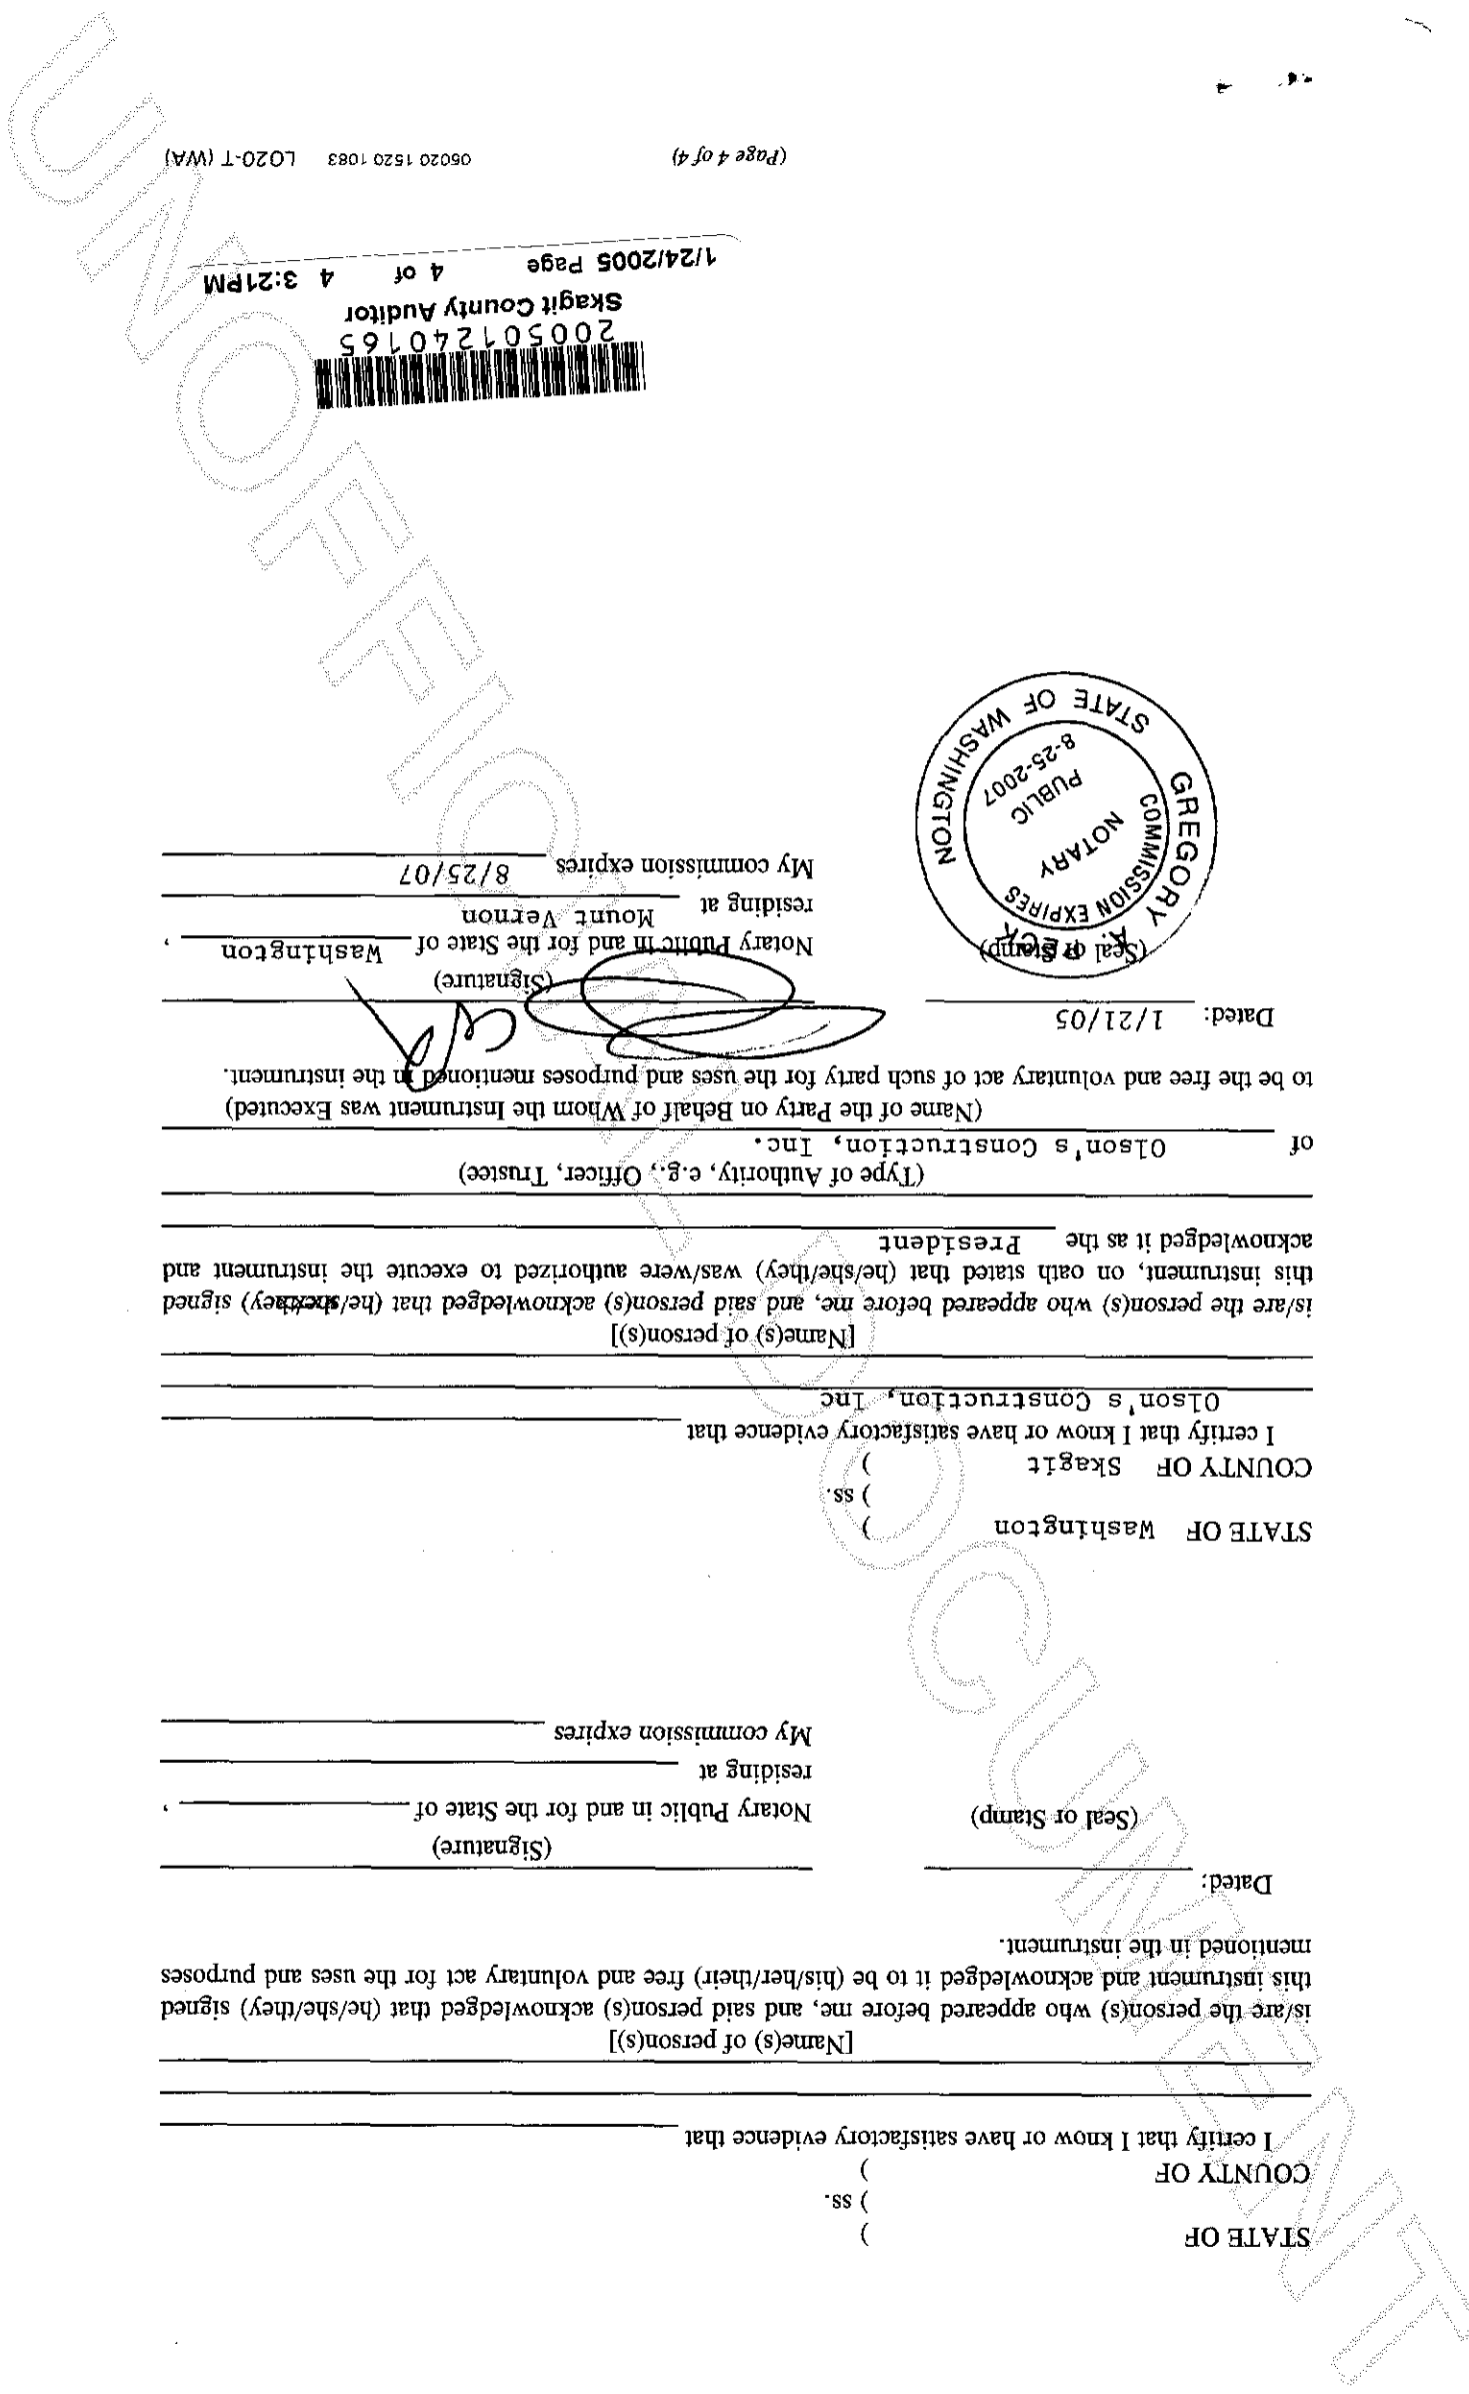 STATE OF )
) ss.
COUNTY OF )
I certify that I know or have satisfactory evidence that
[Name(s) of person(s)]
is/are the person(s) who appeared before me, and said person(s) acknowledged that (he/she/they) signed
this instrument and acknowledged it to be (his/her/their) free and voluntary act for the uses and purposes
mentioned in the instrument.
Dated:
(Signature)
(Seal or Stamp)
Notary Public in and for the State of ,
residing at
My commission expires
STATE OF Washington )
) ss.
COUNTY OF Skagit )
I certify that I know or have satisfactory evidence that
Olson's Construction, Inc
[Name(s) of person(s)]
is/are the person(s) who appeared before me, and said person(s) acknowledged that (he/she/they) signed
this instrument, on oath stated that (he/she/they) was/were authorized to execute the instrument and
acknowledged it as the President
(Type of Authority, e.g., Officer, Trustee)
of Olson's Construction, Inc.
(Name of the Party on Behalf of Whom the Instrument was Executed)
to be the free and voluntary act of such party for the uses and purposes mentioned in the instrument.
Dated: 1/21/05
(Signature)
(Seal or Stamp)
Notary Public in and for the State of Washington ,
residing at Mount Vernon
My commission expires 8/25/07
GREGORY A. PECK
COMMISSION EXPIRES
NOTARY
PUBLIC
8-25-2007
STATE OF WASHINGTON
200501240165
Skagit County Auditor
1/24/2005 Page 4 of 4 3:21PM
(Page 4 of 4)
05020 1520 1083 LO20-T (WA)
UNOFFICIAL DOCUMENT